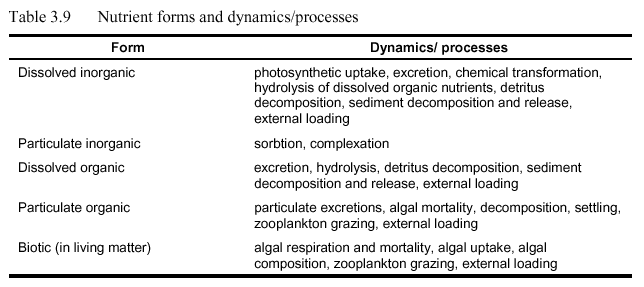 Table 3.9 Nutrient forms and dynamics/processes
Form Dynamics/ processes
Dissolved inorganic photosynthetic uptake, excretion, chemical transformation,
hydrolysis of dissolved organic nutrients, detritus
decomposition, sediment decomposition and release,
external loading
Particulate inorganic sorbtion, complexation
Dissolved organic excretion, hydrolysis, detritus decomposition, sediment
decomposition and release, external loading
Particulate organic particulate excretions, algal mortality, decomposition, settling,
zooplankton grazing, external loading
Biotic (in living matter) algal respiration and mortality, algal uptake, algal
composition, zooplankton grazing, external loading